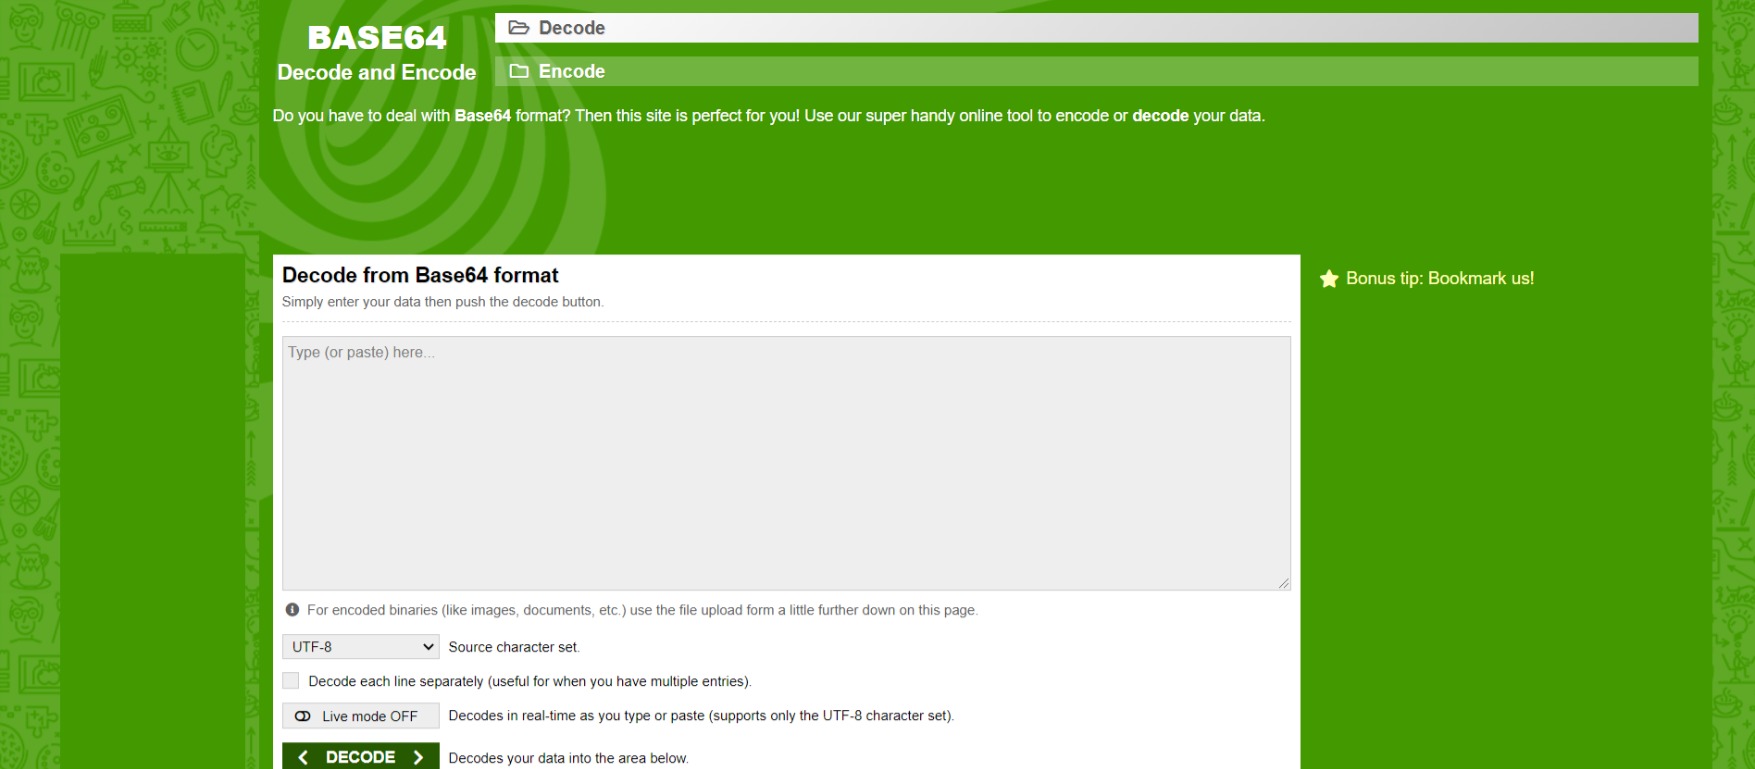 BASE64
Decode and Encode
Decode
Encode
Do you have to deal with Base64 format? Then this site is perfect for you! Use our super handy online tool to encode or decode your data.
Decode from Base64 format
Simply enter your data then push the decode button.
Bonus tip: Bookmark us!
Type (or paste) here...
For encoded binaries (like images, documents, etc.) use the file upload form a little further down on this page.
UTF-8 Source character set.
Decode each line separately (useful for when you have multiple entries).
Live mode OFF Decodes in real-time as you type or paste (supports only the UTF-8 character set).
DECODE Decodes your data into the area below.